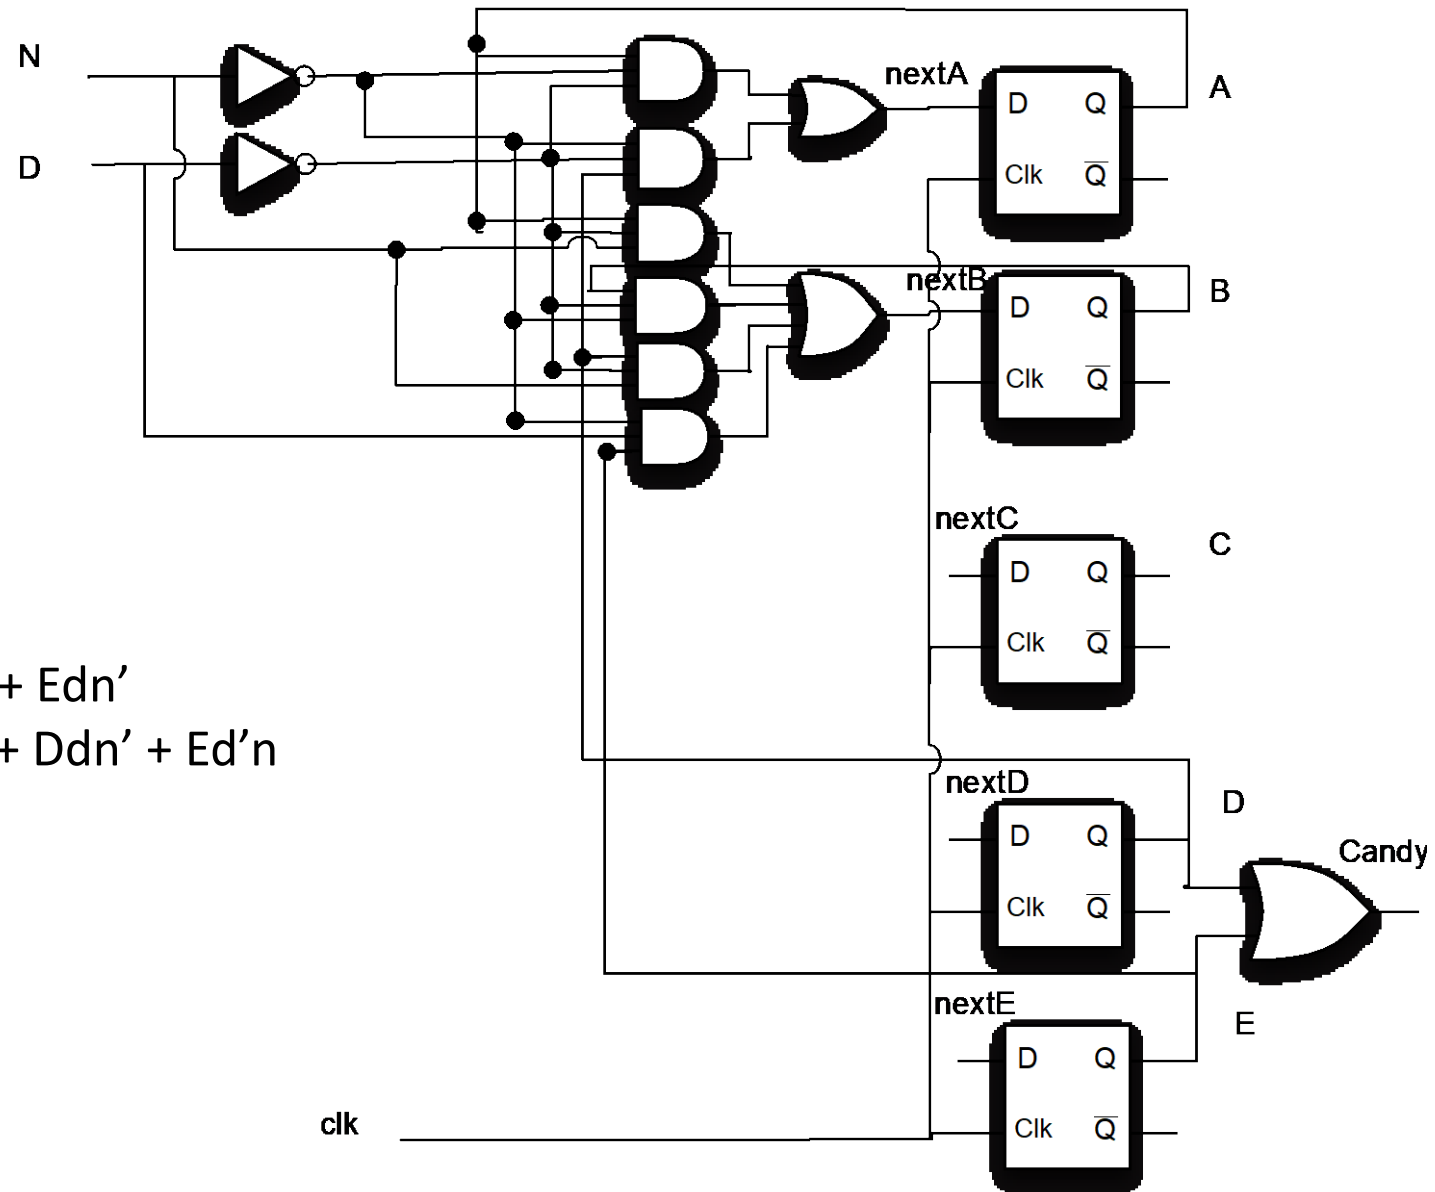 N
nextA
D
Q
A
Clk
Q
D
nextB
D
Q
B
Clk
Q
nextC
D
Q
C
Clk
Q
+ Edn’
+ Ddn’ + Ed’n
nextD
D
Q
D
Clk
Q
Candy
nextE
D
Q
E
Clk
Q
clk